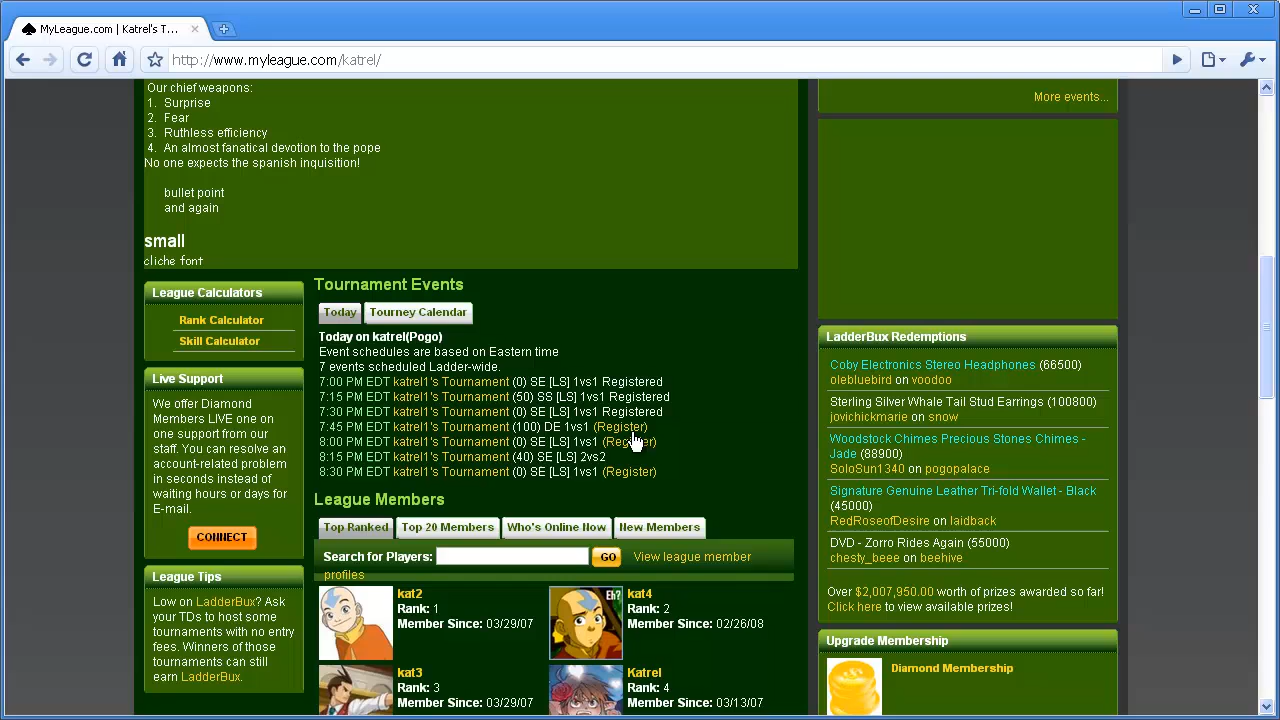 MyLeague.com | Katrel's T...
http://www.myleague.com/katrel/
Our chief weapons:
1. Surprise
2. Fear
3. Ruthless efficiency
4. An almost fanatical devotion to the pope
No one expects the spanish inquisition!
bullet point
and again
small
cliche font
League Calculators
Rank Calculator
Skill Calculator
Live Support
We offer Diamond
Members LIVE one on
one support from our
staff. You can resolve an
account-related problem
in seconds instead of
waiting hours or days for
E-mail.
CONNECT
League Tips
Low on LadderBux? Ask
your TDs to host some
tournaments with no entry
fees. Winners of those
tournaments can still
earn LadderBux.
Tournament Events
Today Tourney Calendar
Today on katrel(Pogo)
Event schedules are based on Eastern time
7 events scheduled Ladder-wide.
7:00 PM EDT katrel1's Tournament (0) SE [LS] 1vs1 Registered
7:15 PM EDT katrel1's Tournament (50) SS [LS] 1vs1 Registered
7:30 PM EDT katrel1's Tournament (0) SE [LS] 1vs1 Registered
7:45 PM EDT katrel1's Tournament (100) DE 1vs1 (Register)
8:00 PM EDT katrel1's Tournament (0) SE [LS] 1vs1 (Register)
8:15 PM EDT katrel1's Tournament (40) SE [LS] 2vs2
8:30 PM EDT katrel1's Tournament (0) SE [LS] 1vs1 (Register)
League Members
Top Ranked Top 20 Members Who's Online Now New Members
Search for Players: GO View league member
profiles
kat2
Rank: 1
Member Since: 03/29/07
Eh?
kat4
Rank: 2
Member Since: 02/26/08
kat3
Rank: 3
Member Since: 03/29/07
Katrel
Rank: 4
Member Since: 03/13/07
More events...
LadderBux Redemptions
Coby Electronics Stereo Headphones (66500)
olebluebird on voodoo
Sterling Silver Whale Tail Stud Earrings (100800)
jovichickmarie on snow
Woodstock Chimes Precious Stones Chimes -
Jade (88900)
SoloSun1340 on pogopalace
Signature Genuine Leather Tri-fold Wallet - Black
(45000)
RedRoseofDesire on laidback
DVD - Zorro Rides Again (55000)
chesty_beee on beehive
Over $2,007,950.00 worth of prizes awarded so far!
Click here to view available prizes!
Upgrade Membership
Diamond Membership